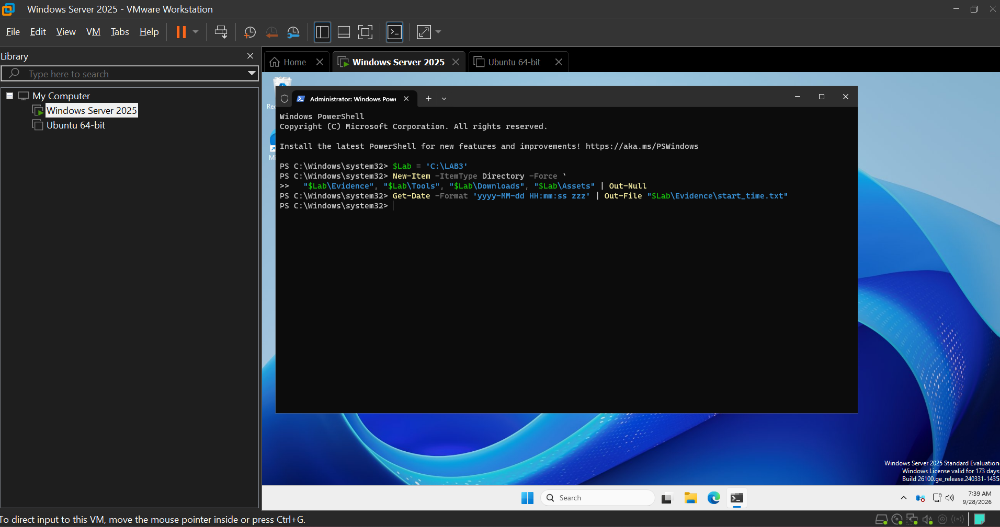 Windows Server 2025 - VMware Workstation
File Edit View VM Tabs Help
Library
Type here to search
My Computer
Windows Server 2025
Ubuntu 64-bit
Home
Windows Server 2025
Ubuntu 64-bit
Administrator: Windows Powe
Windows PowerShell
Copyright (C) Microsoft Corporation. All rights reserved.
Install the latest PowerShell for new features and improvements! https://aka.ms/PSWindows
PS C:\Windows\system32> $Lab = 'C:\LAB3'
PS C:\Windows\system32> New-Item -ItemType Directory -Force `
>>   "$Lab\Evidence", "$Lab\Tools", "$Lab\Downloads", "$Lab\Assets" | Out-Null
PS C:\Windows\system32> Get-Date -Format 'yyyy-MM-dd HH:mm:ss zzz' | Out-File "$Lab\Evidence\start_time.txt"
PS C:\Windows\system32>
Windows Server 2025 Standard Evaluation
Windows License valid for 173 days
Build 26100.ge_release.240331-1435
Search
7:39 AM
9/28/2026
To direct input to this VM, move the mouse pointer inside or press Ctrl+G.